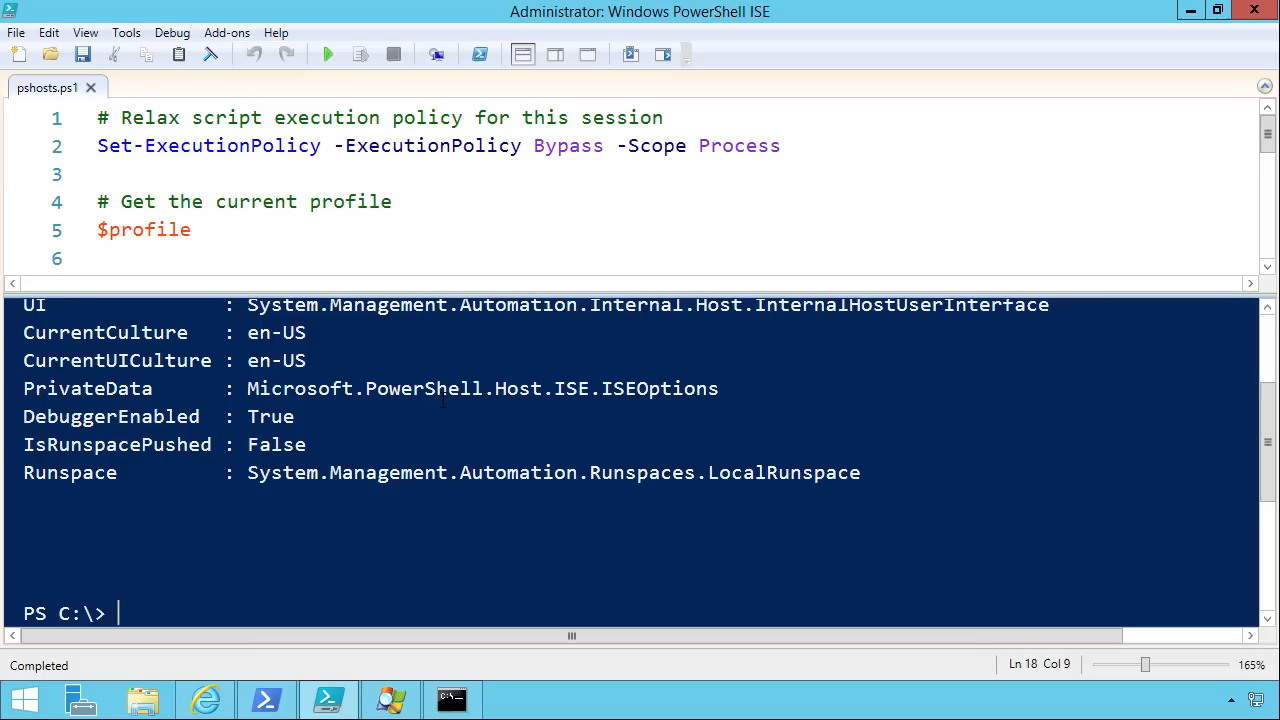 Administrator: Windows PowerShell ISE
File Edit View Tools Debug Add-ons Help
pshosts.ps1
1 # Relax script execution policy for this session
2 Set-ExecutionPolicy -ExecutionPolicy Bypass -Scope Process
3
4 # Get the current profile
5 $profile
6
UI : System.Management.Automation.Internal.Host.InternalHostUserInterface
CurrentCulture : en-US
CurrentUICulture : en-US
PrivateData : Microsoft.PowerShell.Host.ISE.ISEOptions
DebuggerEnabled : True
IsRunspacePushed : False
Runspace : System.Management.Automation.Runspaces.LocalRunspace
PS C:\>
Completed
Ln 18 Col 9
165%